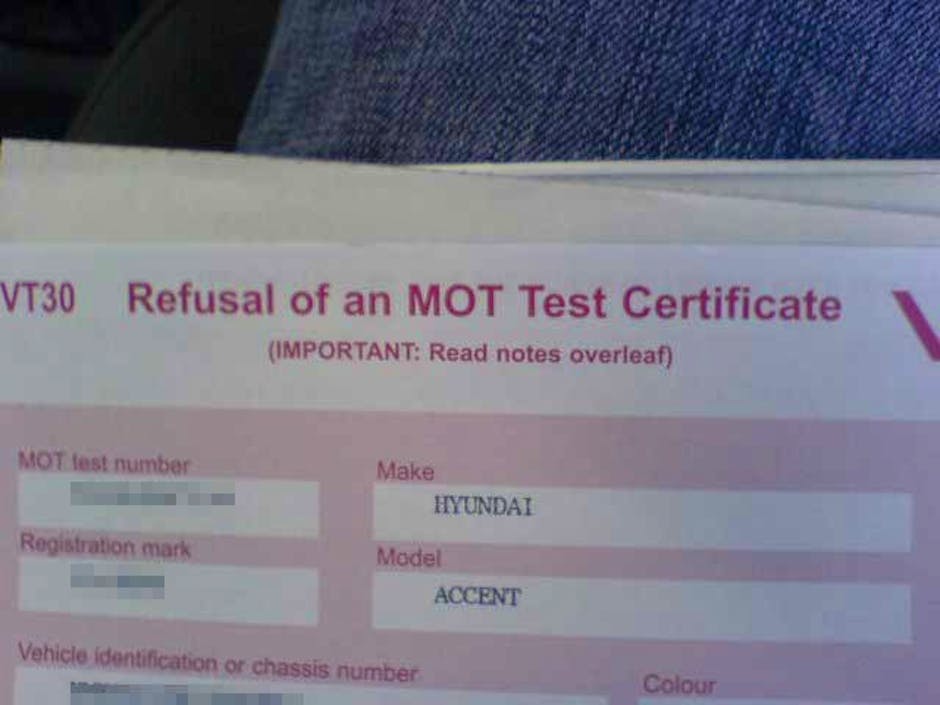 VT30 Refusal of an MOT Test Certificate
(IMPORTANT: Read notes overleaf)
MOT test number
Make
HYUNDAI
Registration mark
Model
ACCENT
Vehicle identification or chassis number
Colour